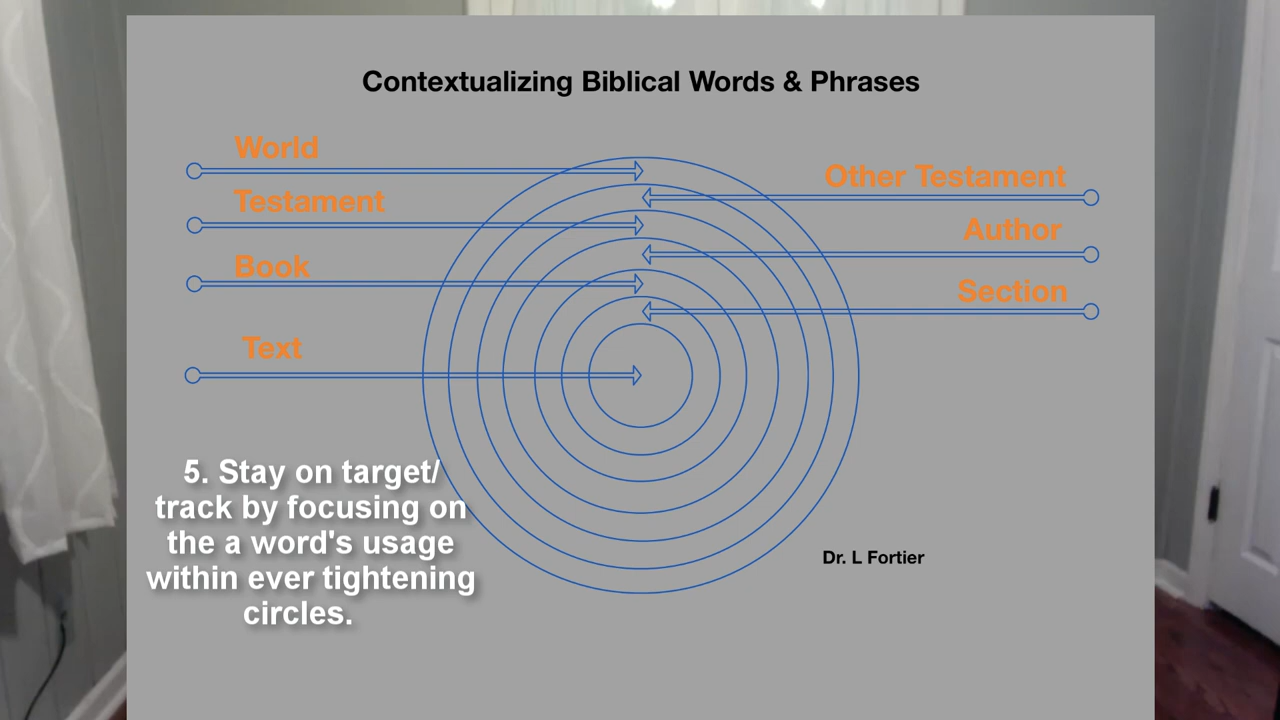 Contextualizing Biblical Words & Phrases
World
Other Testament
Testament
Author
Book
Section
Text
5. Stay on target/
track by focusing on
the a word's usage
within ever tightening
circles.
Dr. L Fortier